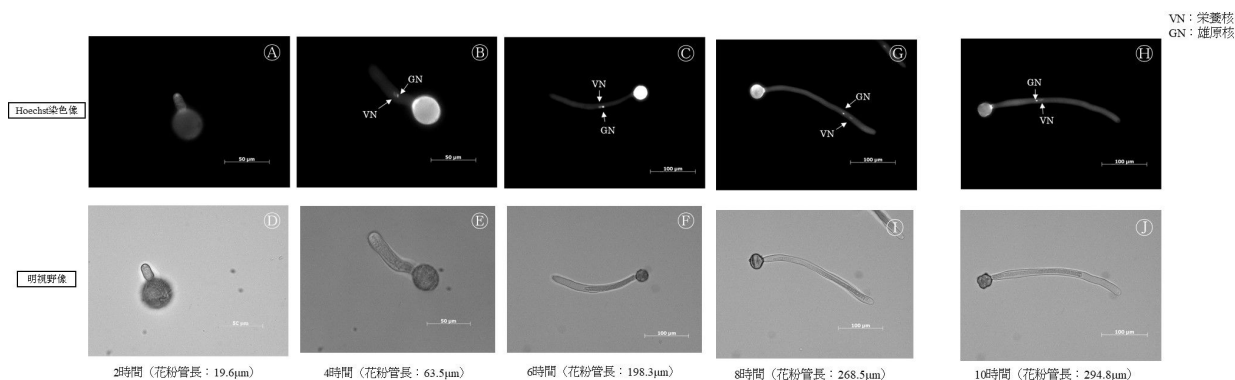 VN：栄養核
GN：雄原核
Hoechst染色像
Ⓐ
50 μm
Ⓑ
GN
VN
50 μm
Ⓒ
VN
GN
100 μm
Ⓖ
GN
VN
100 μm
Ⓗ
GN
VN
100 μm
明視野像
Ⓓ
Ⓔ
50 μm
Ⓕ
100 μm
Ⓘ
100 μm
Ⓙ
100 μm
2時間（花粉管長：19.6μm）
4時間（花粉管長：63.5μm）
6時間（花粉管長：198.3μm）
8時間（花粉管長：268.5μm）
10時間（花粉管長：294.8μm）